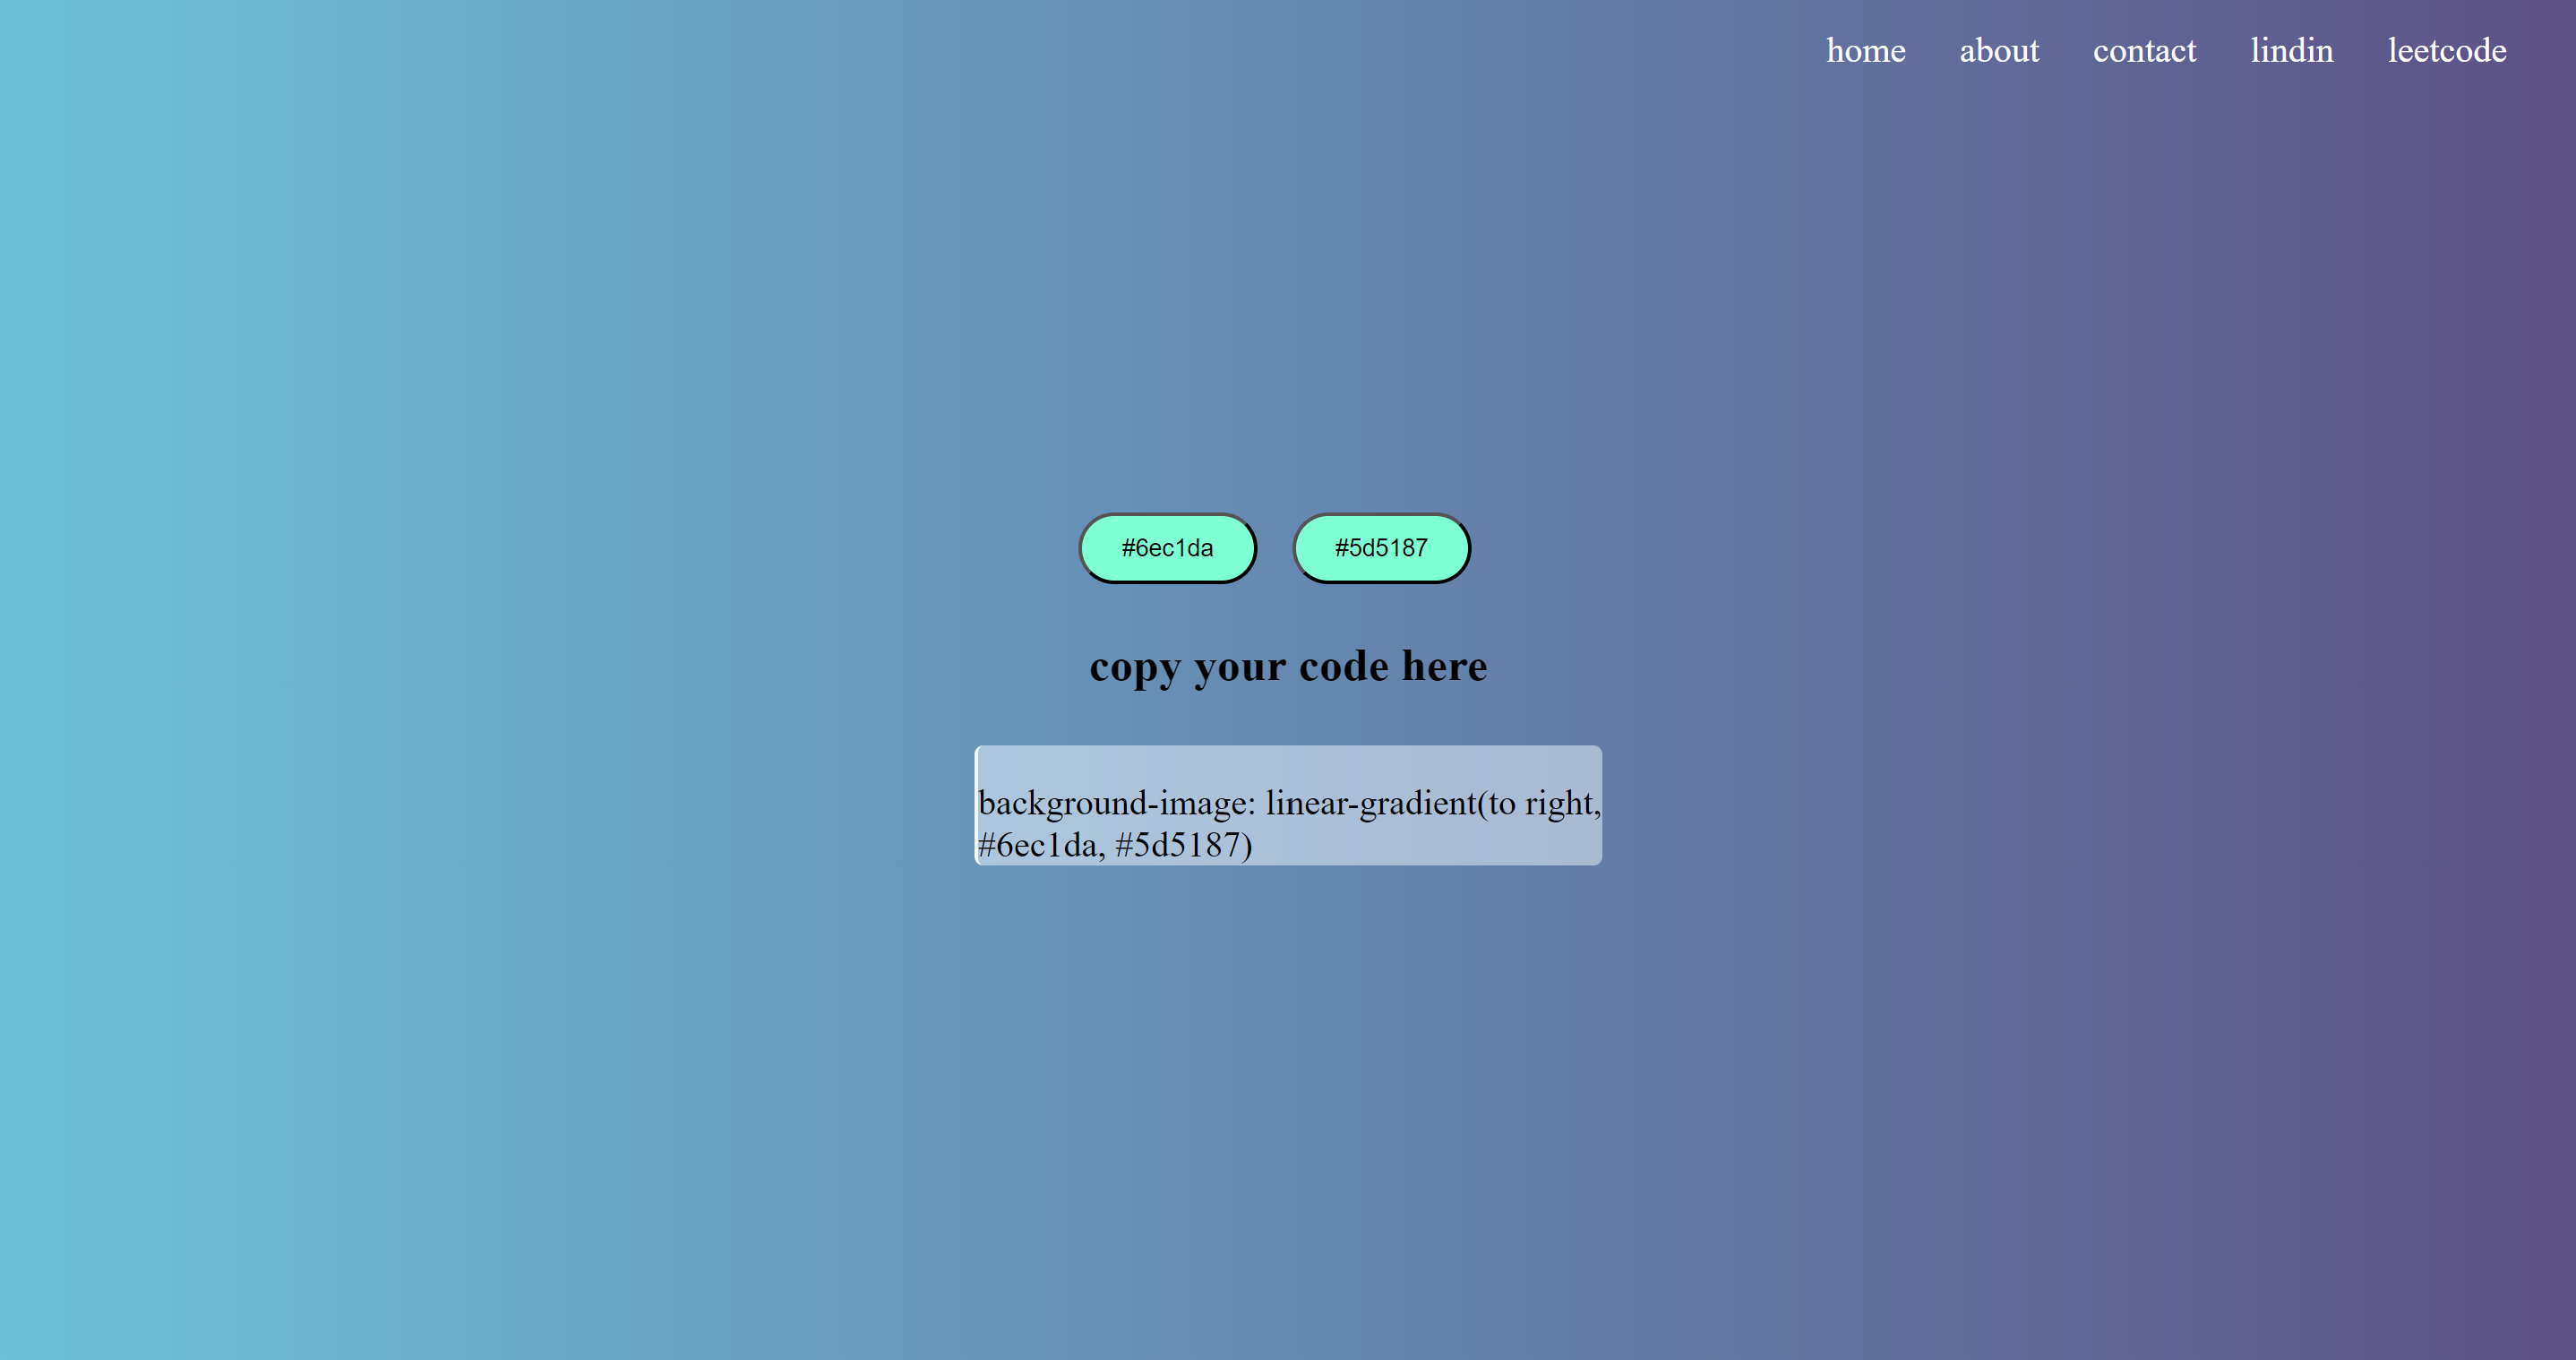 home about contact lindin leetcode
#6ec1da #5d5187
copy your code here
background-image: linear-gradient(to right,
#6ec1da, #5d5187)